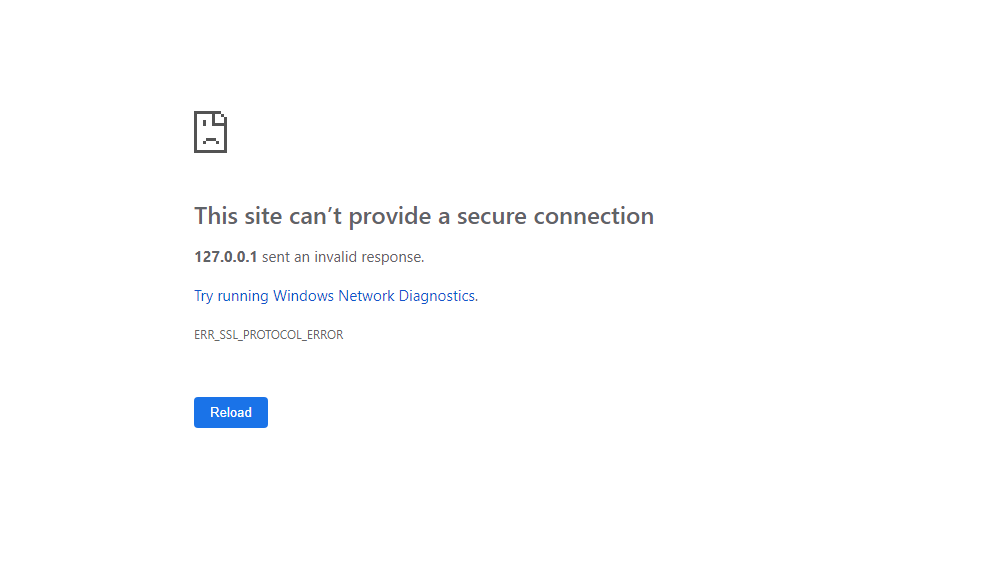 This site can’t provide a secure connection
127.0.0.1 sent an invalid response.
Try running Windows Network Diagnostics.
ERR_SSL_PROTOCOL_ERROR
Reload